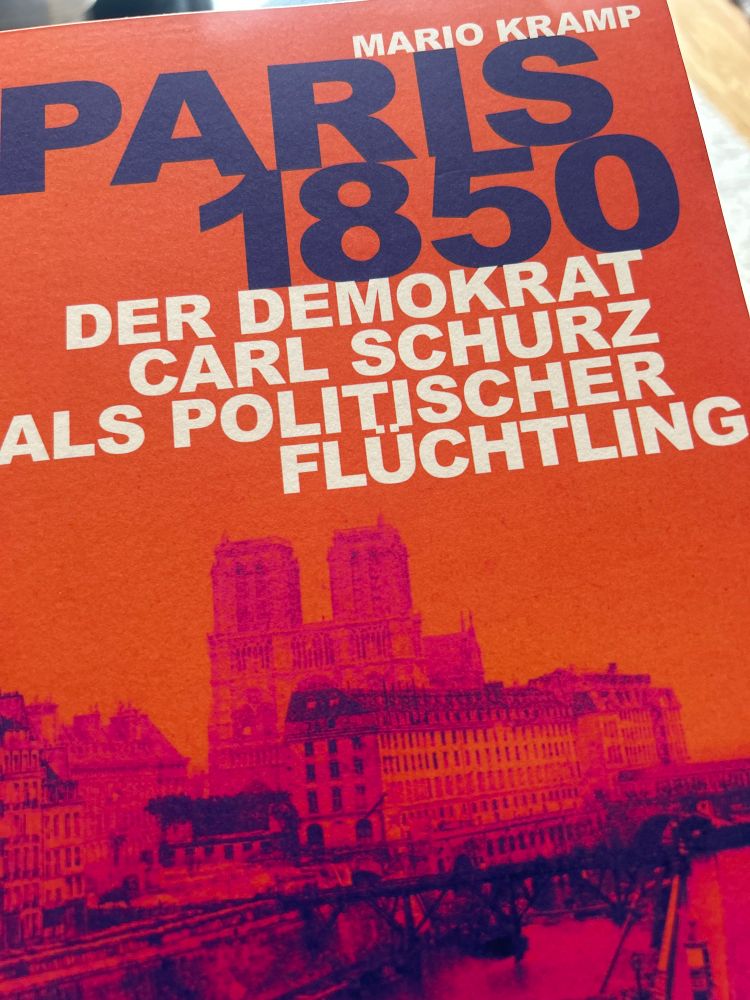 MARIO KRAMP
PARIS
1850
DER DEMOKRAT
CARL SCHURZ
ALS POLITISCHER
FLÜCHTLING